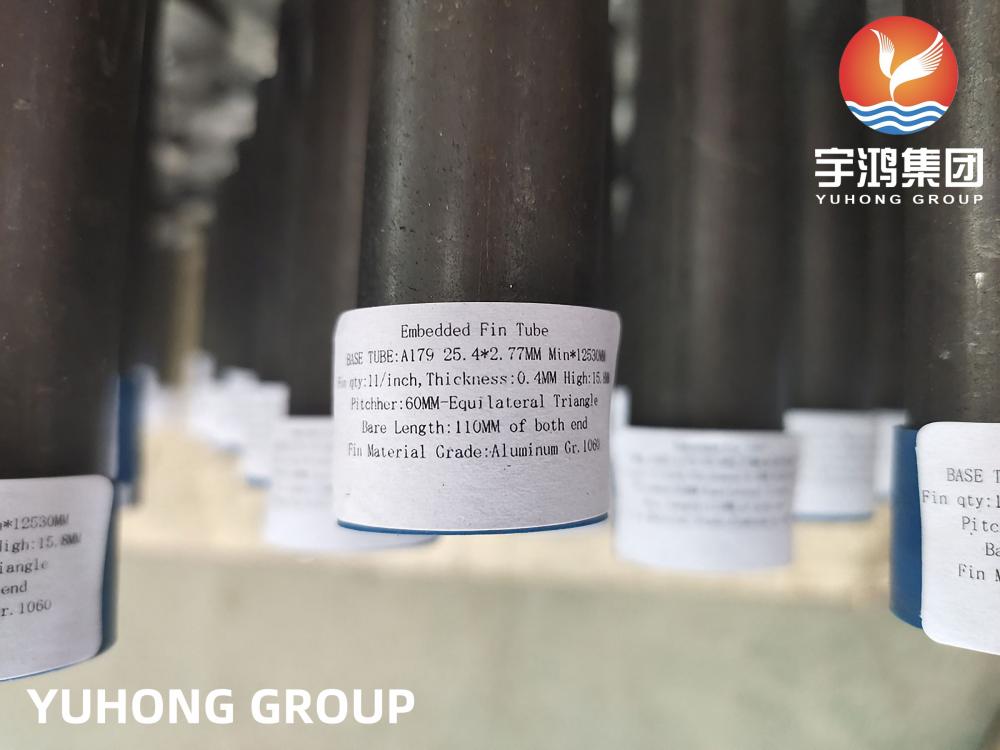 宇鸿集团
YUHONG GROUP
Embedded Fin Tube
BASE TUBE:A179 25.4*2.77MM Min*12530MM
Fin qty:11/inch,Thickness:0.4MM High:15.8MM
Pitchher:60MM-Equilateral Triangle
Bare Length:110MM of both end
Fin Material Grade:Aluminum Gr.1060
n*12530MM
High:15.8MM
iangle
end
r.1060
BASE T
Fin qty:1
Pitc
Ba
Fin M
YUHONG GROUP